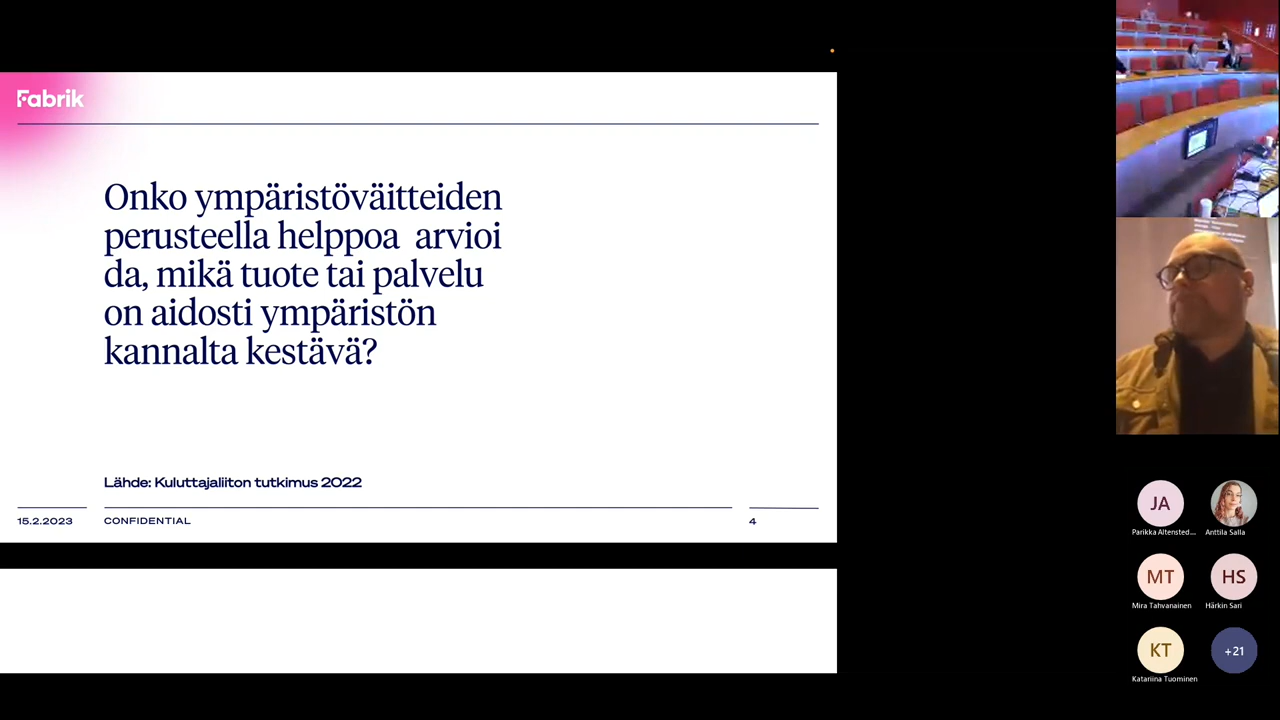 Fabrik
Onko ympäristöväitteiden
perusteella helppoa  arvioi
da, mikä tuote tai palvelu
on aidosti ympäristön
kannalta kestävä?
Lähde: Kuluttajaliiton tutkimus 2022
15.2.2023
CONFIDENTIAL
4
JA
Parikka Altensted...
Anttila Salla
MT
Mira Tahvanainen
HS
Härkin Sari
KT
Katariina Tuominen
+21